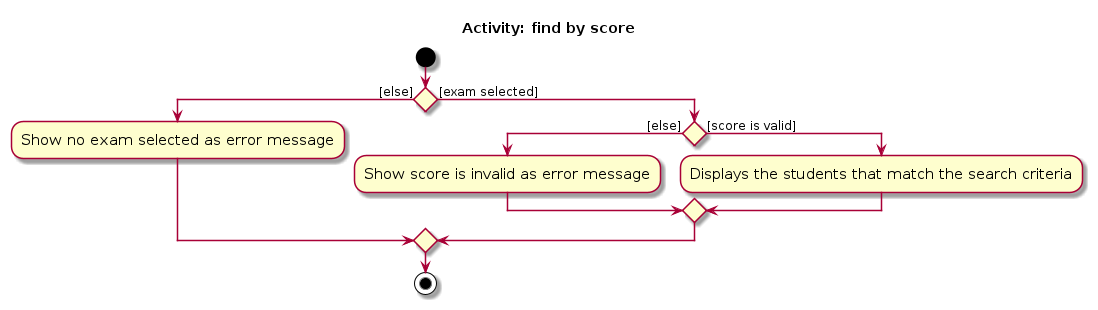 Activity: find by score
[else]
[exam selected]
Show no exam selected as error message
[else]
[score is valid]
Show score is invalid as error message
Displays the students that match the search criteria